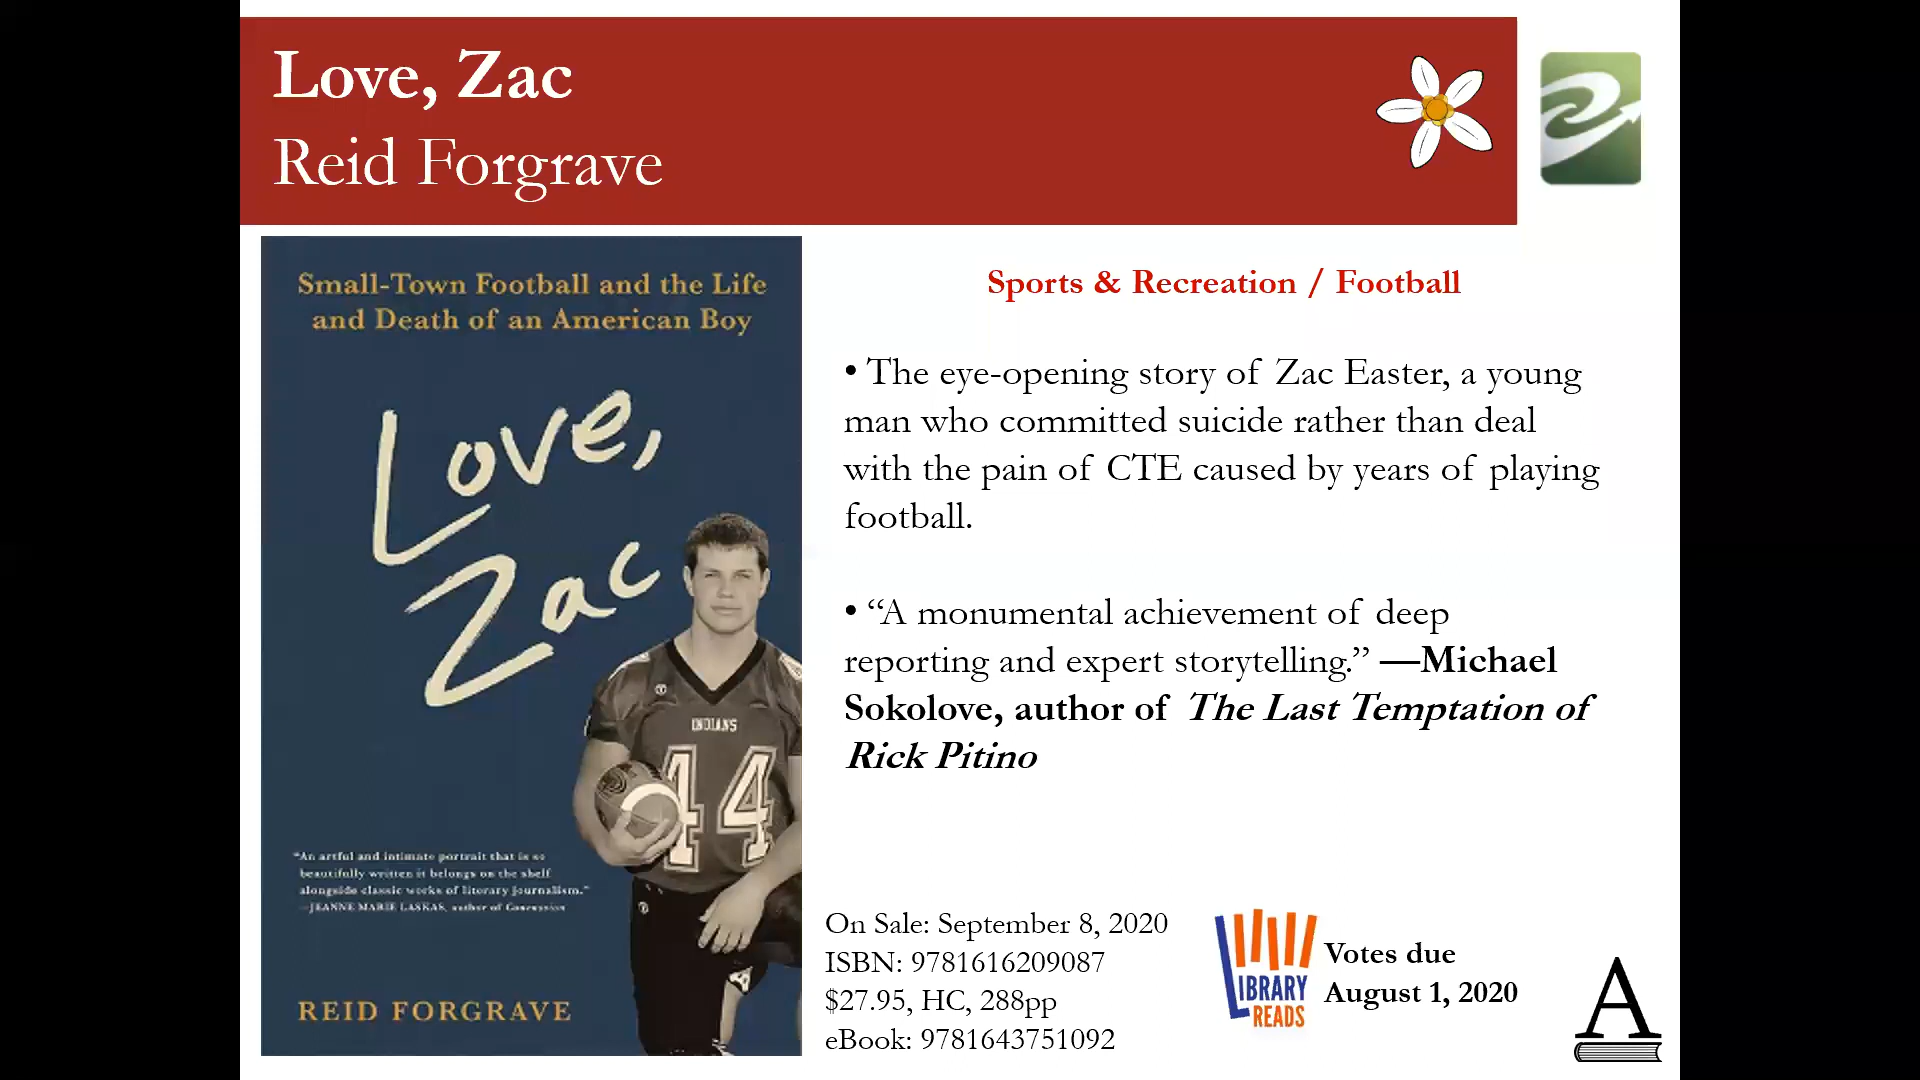 Love, Zac
Reid Forgrave
Small-Town Football and the Life
and Death of an American Boy
Love,
Zac
INDIANS
44
"An artful and intimate portrait that is so
beautifully written it belongs on the shelf
alongside classic works of literary journalism."
—JEANNE MARIE LASKAS, author of Concussion
REID FORGRAVE
Sports & Recreation / Football
• The eye-opening story of Zac Easter, a young
man who committed suicide rather than deal
with the pain of CTE caused by years of playing
football.
• “A monumental achievement of deep
reporting and expert storytelling.” —Michael
Sokolove, author of The Last Temptation of
Rick Pitino
On Sale: September 8, 2020
ISBN: 9781616209087
$27.95, HC, 288pp
eBook: 9781643751092
LIBRARY
READS
Votes due
August 1, 2020
A